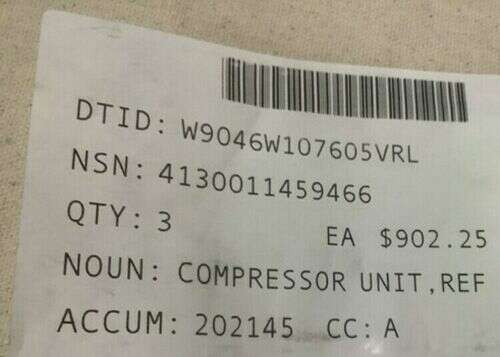 DTID: W9046W107605VRL
NSN: 4130011459466
QTY: 3 EA $902.25
NOUN: COMPRESSOR UNIT,REF
ACCUM: 202145 CC: A